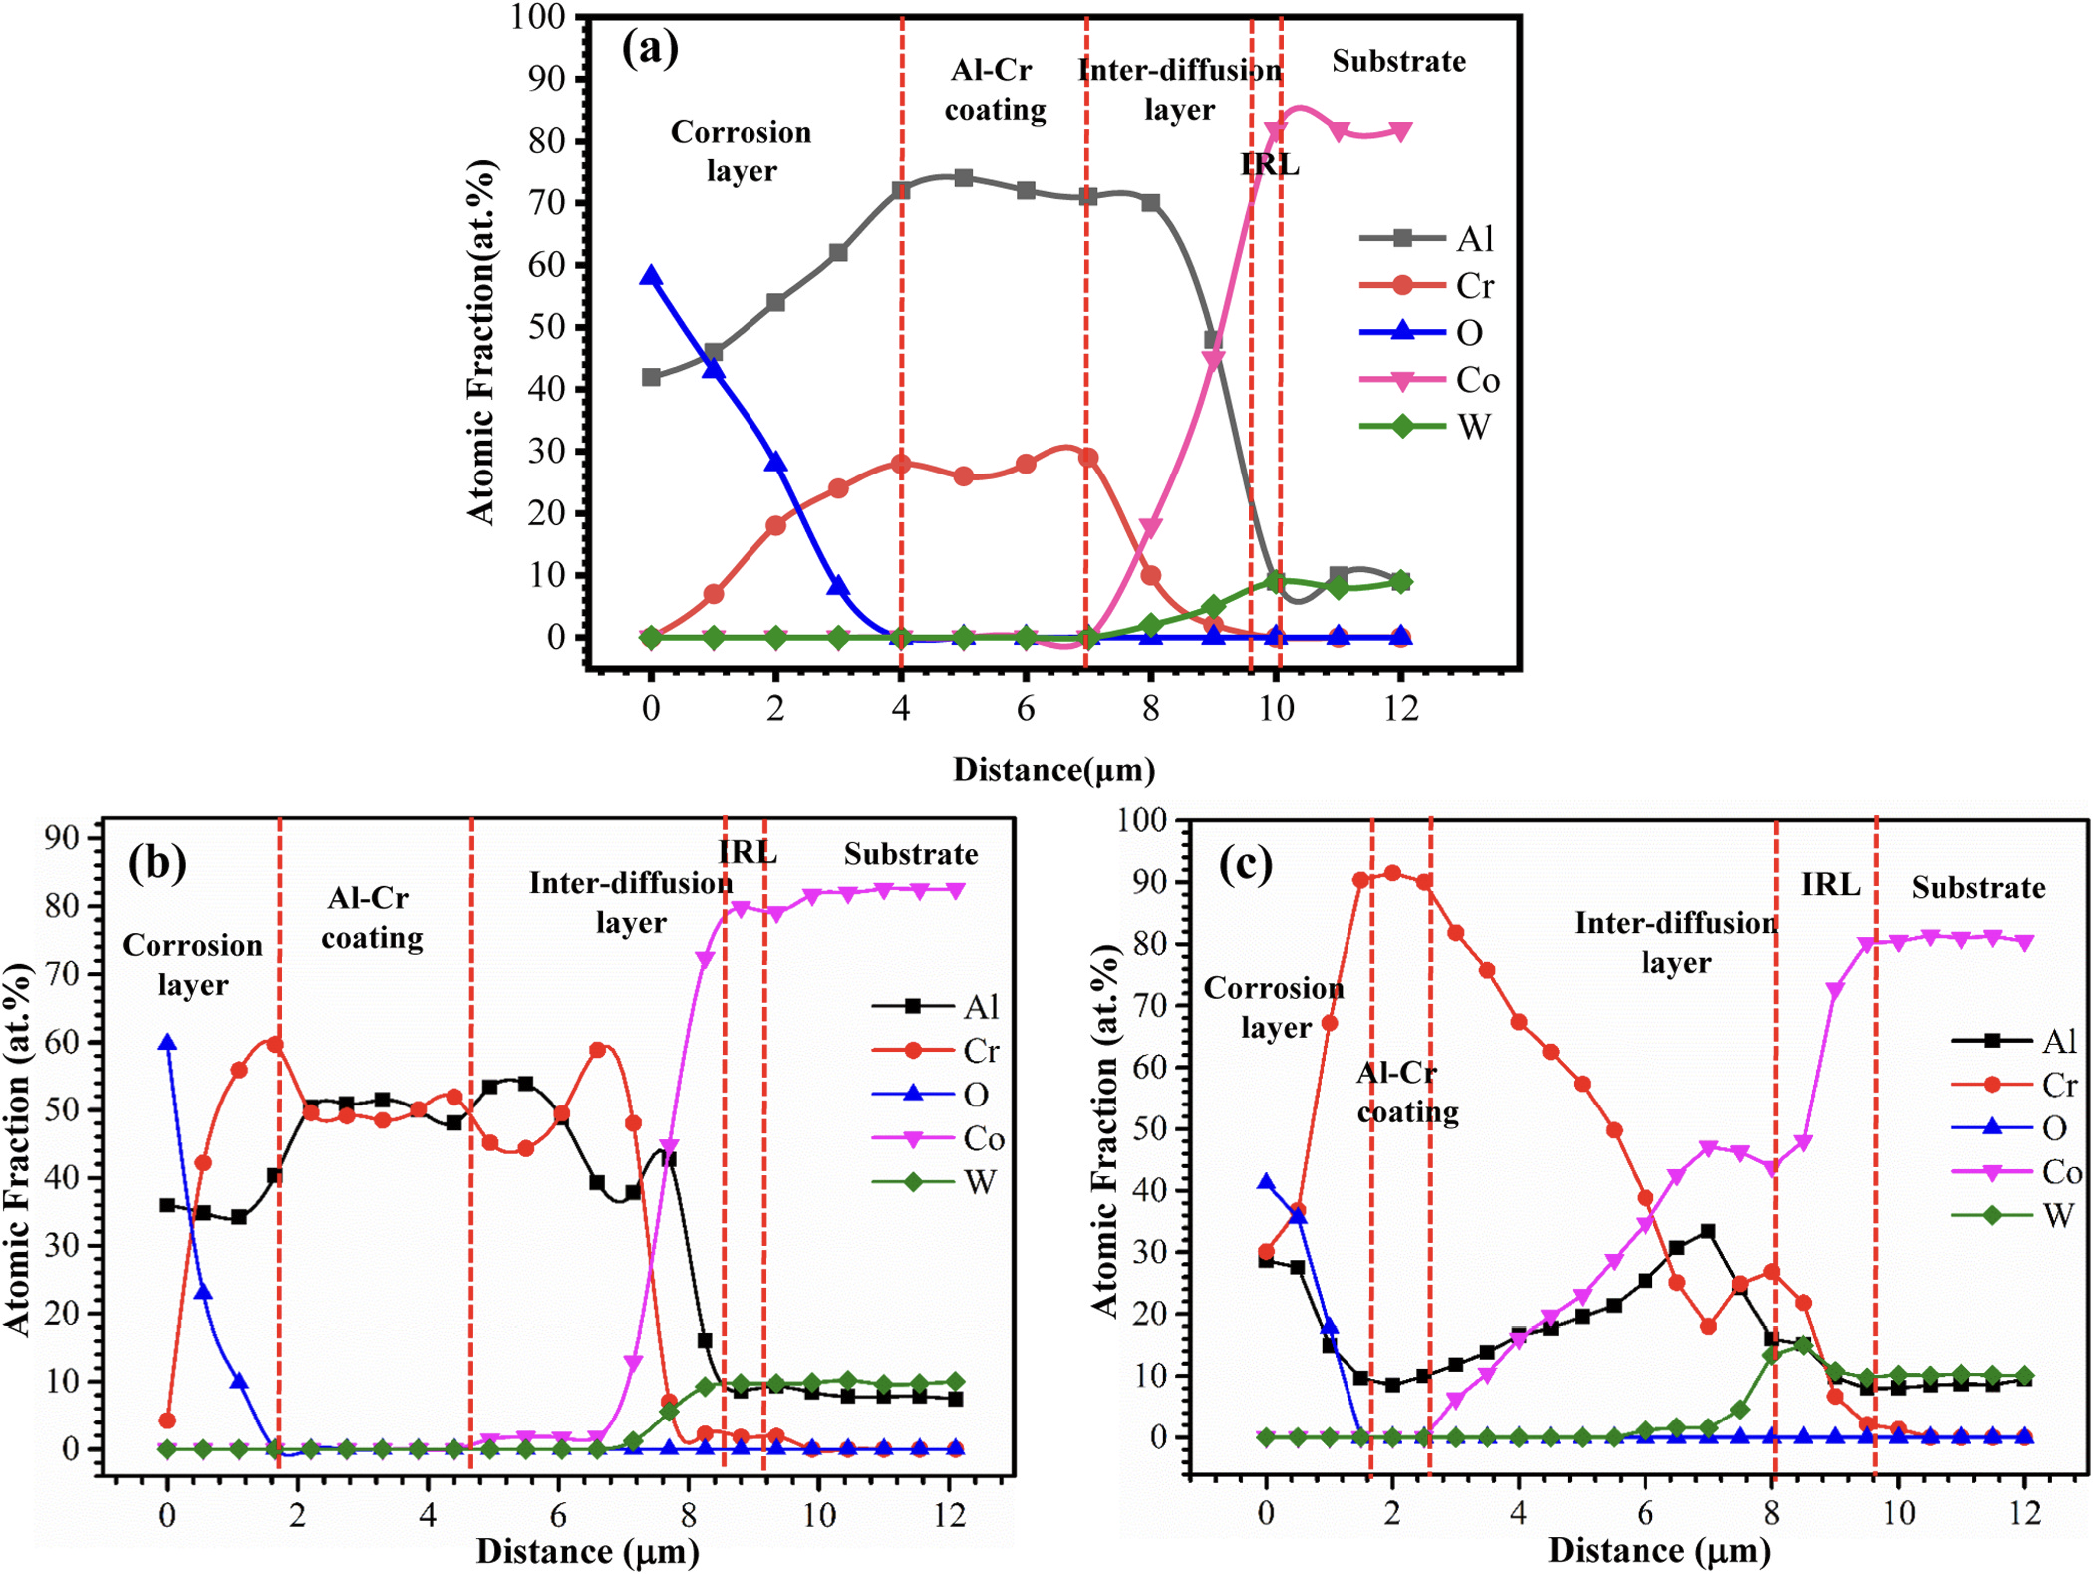 (a)
Corrosion
layer
Al-Cr
coating
Inter-diffusion
layer
IRL
Substrate
Al
Cr
O
Co
W
100
90
80
70
60
50
40
30
20
10
0
Atomic Fraction(at.%)
0 2 4 6 8 10 12
Distance(μm)
(b)
Corrosion
layer
Al-Cr
coating
Inter-diffusion
layer
IRL
Substrate
Al
Cr
O
Co
W
90
80
70
60
50
40
30
20
10
0
Atomic Fraction (at.%)
0 2 4 6 8 10 12
Distance (μm)
(c)
Corrosion
layer
Al-Cr
coating
Inter-diffusion
layer
IRL
Substrate
Al
Cr
O
Co
W
100
90
80
70
60
50
40
30
20
10
0
Atomic Fraction (at.%)
0 2 4 6 8 10 12
Distance (μm)